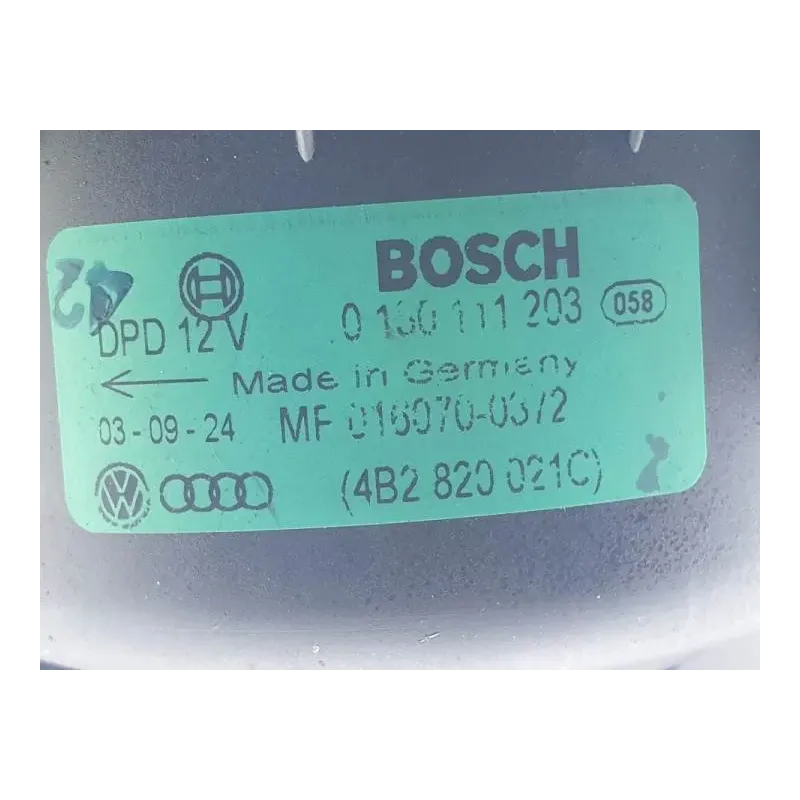 BOSCH
DPD 12 V 0 130 111 203 058
Made in Germany
03-09-24 MF 016070-0372
(4B2 820 021C)